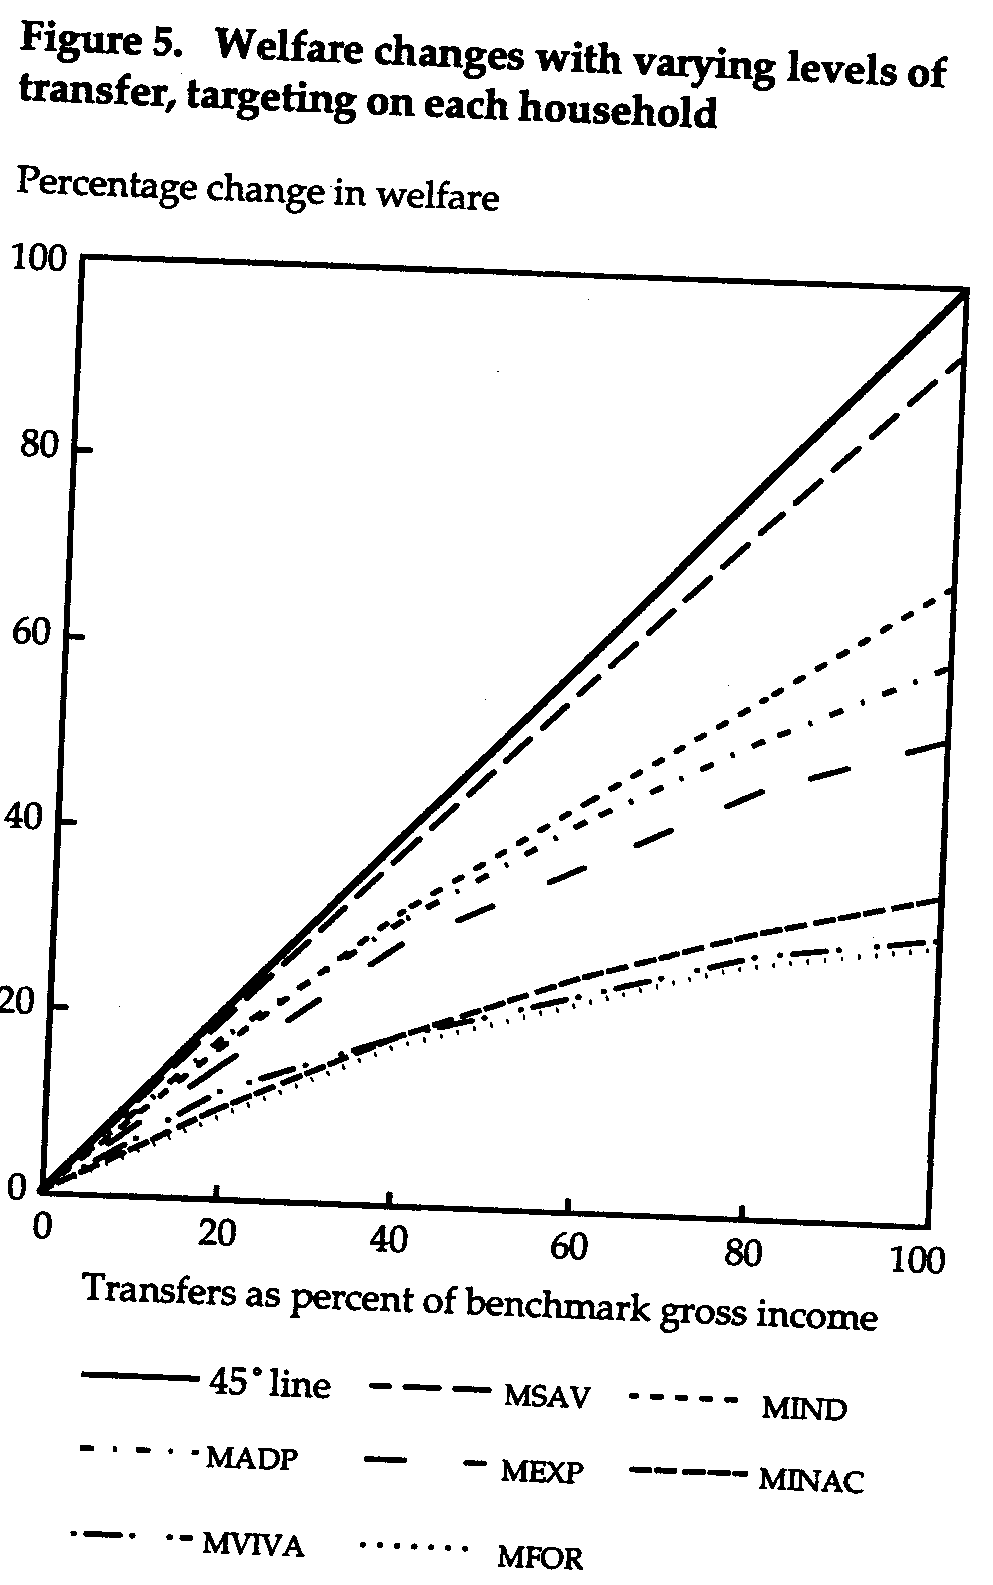 Figure 5. Welfare changes with varying levels of
transfer, targeting on each household
Percentage change in welfare
100
80
60
40
20
0
0 20 40 60 80 100
Transfers as percent of benchmark gross income
45° line MSAV MIND
MADP MEXP MINAC
MVIVA MFOR